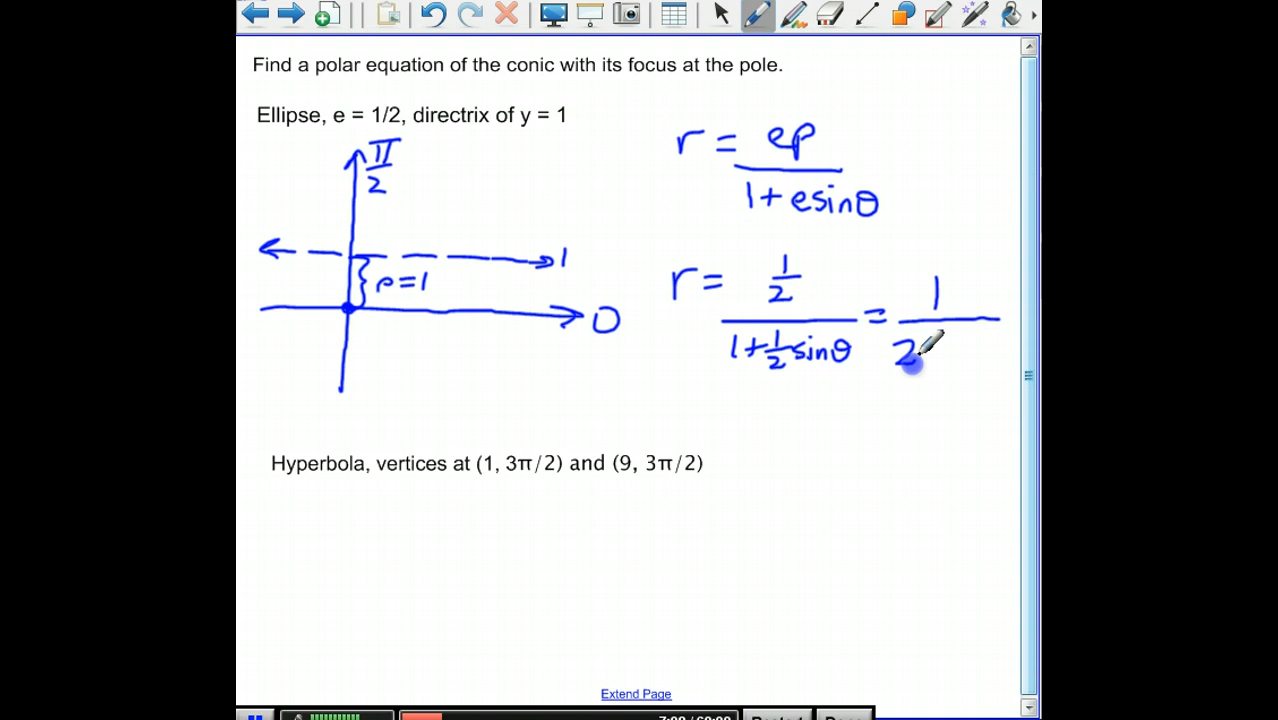 Find a polar equation of the conic with its focus at the pole.
Ellipse, e = 1/2, directrix of y = 1
π/2
1
p=1
0
r = ep/(1+ esinθ)
r = (1/2)/(1+1/2 sinθ) = 1/2
Hyperbola, vertices at (1, 3π/2) and (9, 3π/2)
Extend Page